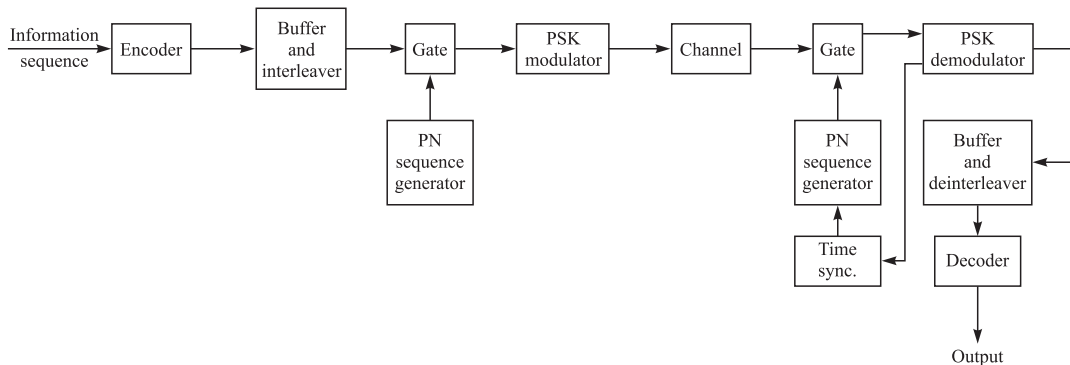 Information
sequence
Encoder
Buffer
and
interleaver
Gate
PN
sequence
generator
PSK
modulator
Channel
Gate
PN
sequence
generator
Time
sync.
PSK
demodulator
Buffer
and
deinterleaver
Decoder
Output